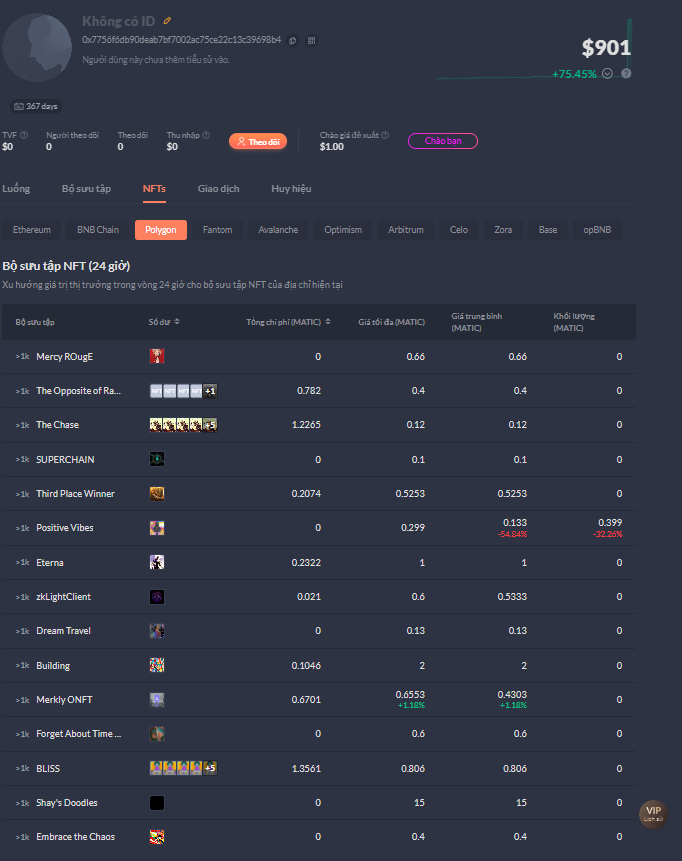 Không có ID
0x7756f6db90deab7bf7002ac75ce22c13c39698b4
Người dùng này chưa thêm tiểu sử vào.
$901
+75.45%
367 days
TVF Người theo dõi Theo dõi Thu nhập Chào giá đề xuất
$0 0 0 $0 Theo dõi $1.00 Chào bạn
Luồng Bộ sưu tập NFTs Giao dịch Huy hiệu
Ethereum BNB Chain Polygon Fantom Avalanche Optimism Arbitrum Celo Zora Base opBNB
Bộ sưu tập NFT (24 giờ)
Xu hướng giá trị thị trường trong vòng 24 giờ cho bộ sưu tập NFT của địa chỉ hiện tại
Bộ sưu tập Số dư Tổng chi phí (MATIC) Giá tối đa (MATIC) Giá trung bình (MATIC) Khối lượng (MATIC)
>1k Mercy ROugE 0 0.66 0.66 0
>1k The Opposite of Ra... +1 0.782 0.4 0.4 0
>1k The Chase +5 1.2265 0.12 0.12 0
>1k SUPERCHAIN 0 0.1 0.1 0
>1k Third Place Winner 0.2074 0.5253 0.5253 0
>1k Positive Vibes 0 0.299 0.133 0.399
-54.84% -32.26%
>1k Eterna 0.2322 1 1 0
>1k zkLightClient 0.021 0.6 0.5333 0
>1k Dream Travel 0 0.13 0.13 0
>1k Building 0.1046 2 2 0
>1k Merkly ONFT 0.6701 0.6553 0.4303 0
+1.18% +1.18%
>1k Forget About Time ... 0 0.6 0.6 0
>1k BLISS +5 1.3561 0.806 0.806 0
>1k Shay's Doodles 0 15 15 0
>1k Embrace the Chaos 0 0.4 0.4 0
VIP
Lịch sử